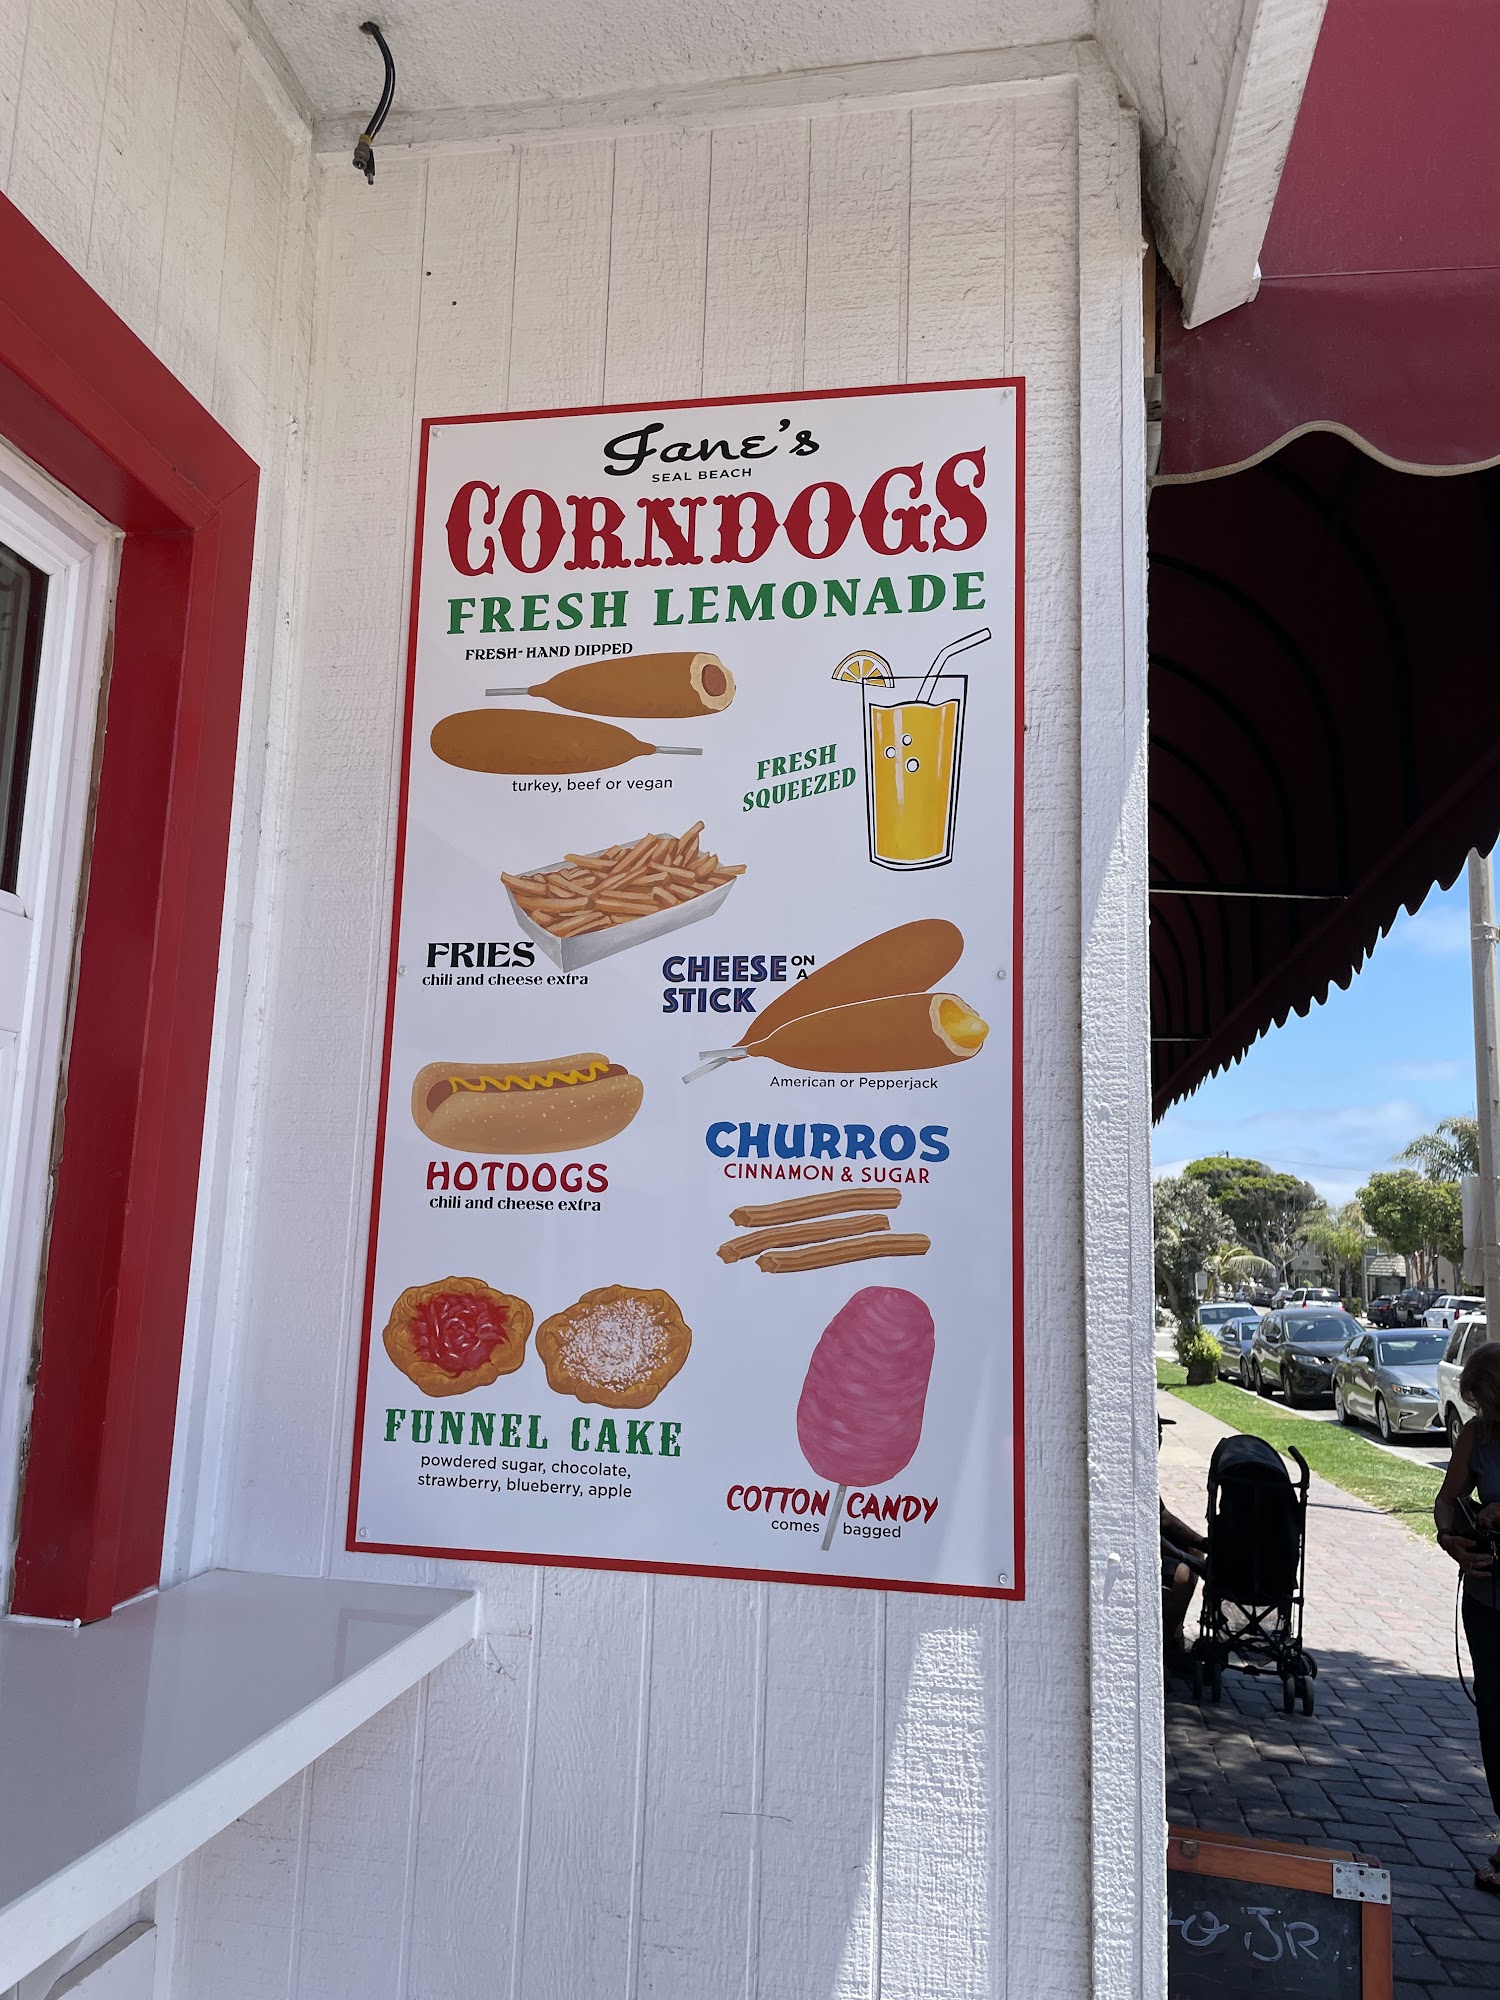 Jane's
SEAL BEACH
CORNDOGS
FRESH LEMONADE
FRESH-HAND DIPPED
turkey, beef or vegan
FRESH
SQUEEZED
FRIES
chili and cheese extra
CHEESE ON A
STICK
American or Pepperjack
HOTDOGS
chili and cheese extra
CHURROS
CINNAMON & SUGAR
FUNNEL CAKE
powdered sugar, chocolate,
strawberry, blueberry, apple
COTTON CANDY
comes bagged
JR